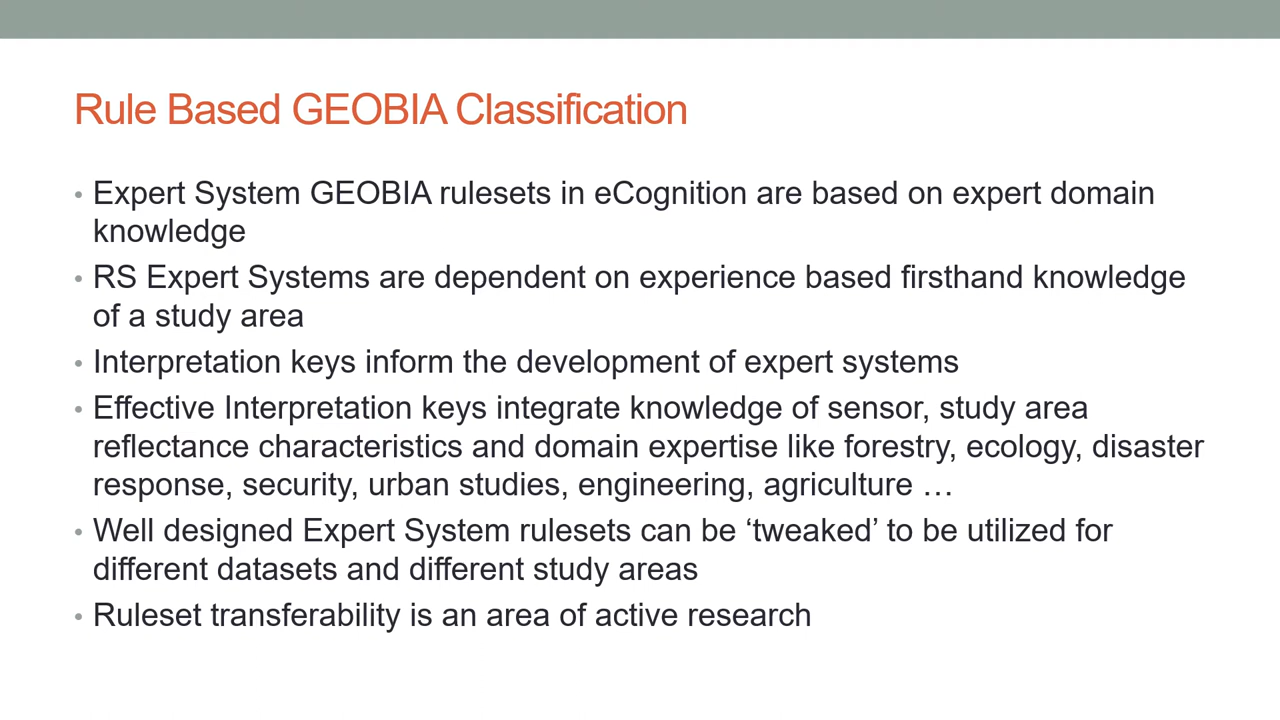 Rule Based GEOBIA Classification
• Expert System GEOBIA rulesets in eCognition are based on expert domain
knowledge
• RS Expert Systems are dependent on experience based firsthand knowledge
of a study area
• Interpretation keys inform the development of expert systems
• Effective Interpretation keys integrate knowledge of sensor, study area
reflectance characteristics and domain expertise like forestry, ecology, disaster
response, security, urban studies, engineering, agriculture …
• Well designed Expert System rulesets can be ‘tweaked’ to be utilized for
different datasets and different study areas
• Ruleset transferability is an area of active research